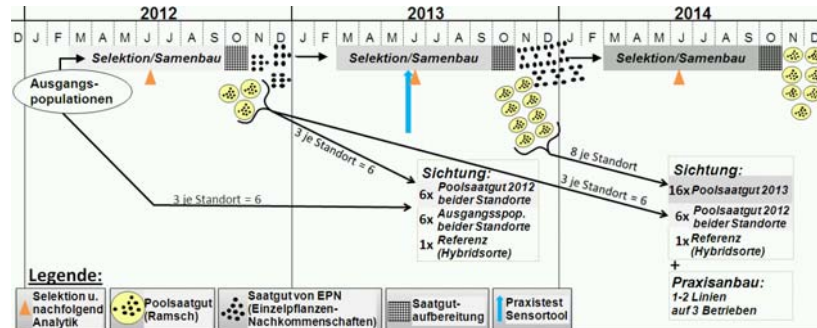 2012 2013 2014
D J F M A M J J A S O N D J F M A M J J A S O N D J F M A M J J A S O N D
Selektion/Samenbau
Selektion/Samenbau
Selektion/Samenbau
Ausgangs-
populationen
3 je Standort = 6
3 je Standort = 6
3 je Standort = 6
8 je Standort
Sichtung:
6x Poolsaatgut 2012
beider Standorte
6x Ausgangsspop.
beider Standorte
1x Referenz
(Hybridsorte)
Sichtung:
16x Poolsaatgut 2013
6x Poolsaatgut 2012
beider Standorte
1x Referenz
(Hybridsorte)
+
Praxisanbau:
1-2 Linien
auf 3 Betrieben
Legende:
Selektion u.
nachfolgend
Analytik
Poolsaatgut
(Ramsch)
Saatgut von EPN
(Einzelpflanzen-
Nachkommenschaften)
Saatgut-
aufbereitung
Praxistest
Sensortool